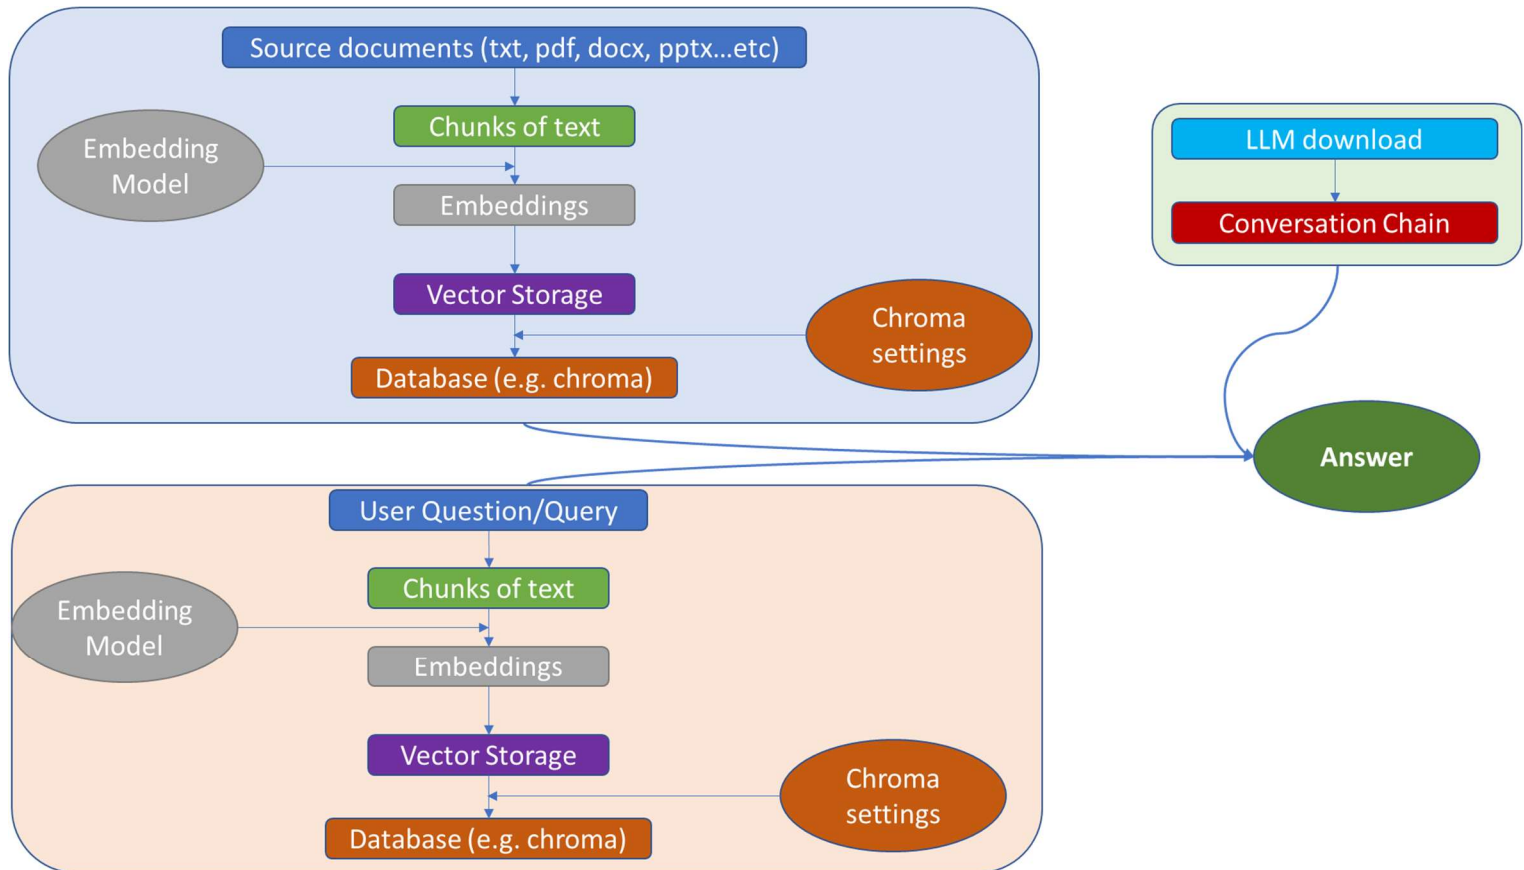 Source documents (txt, pdf, docx, pptx...etc)
Chunks of text
Embedding
Model
Embeddings
Vector Storage
Chroma
settings
Database (e.g. chroma)
LLM download
Conversation Chain
Answer
User Question/Query
Chunks of text
Embedding
Model
Embeddings
Vector Storage
Chroma
settings
Database (e.g. chroma)